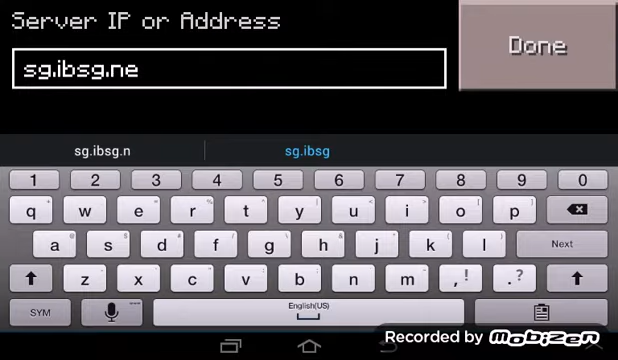 Server IP or Address
Done
sg.ibsg.ne
sg.ibsg.n sg.ibsg
1 2 3 4 5 6 7 8 9 0
q w e r t y u i o p
a s d f g h j k l Next
z x c v b n m , ! . ?
SYM English(US)
Recorded by Mobizen